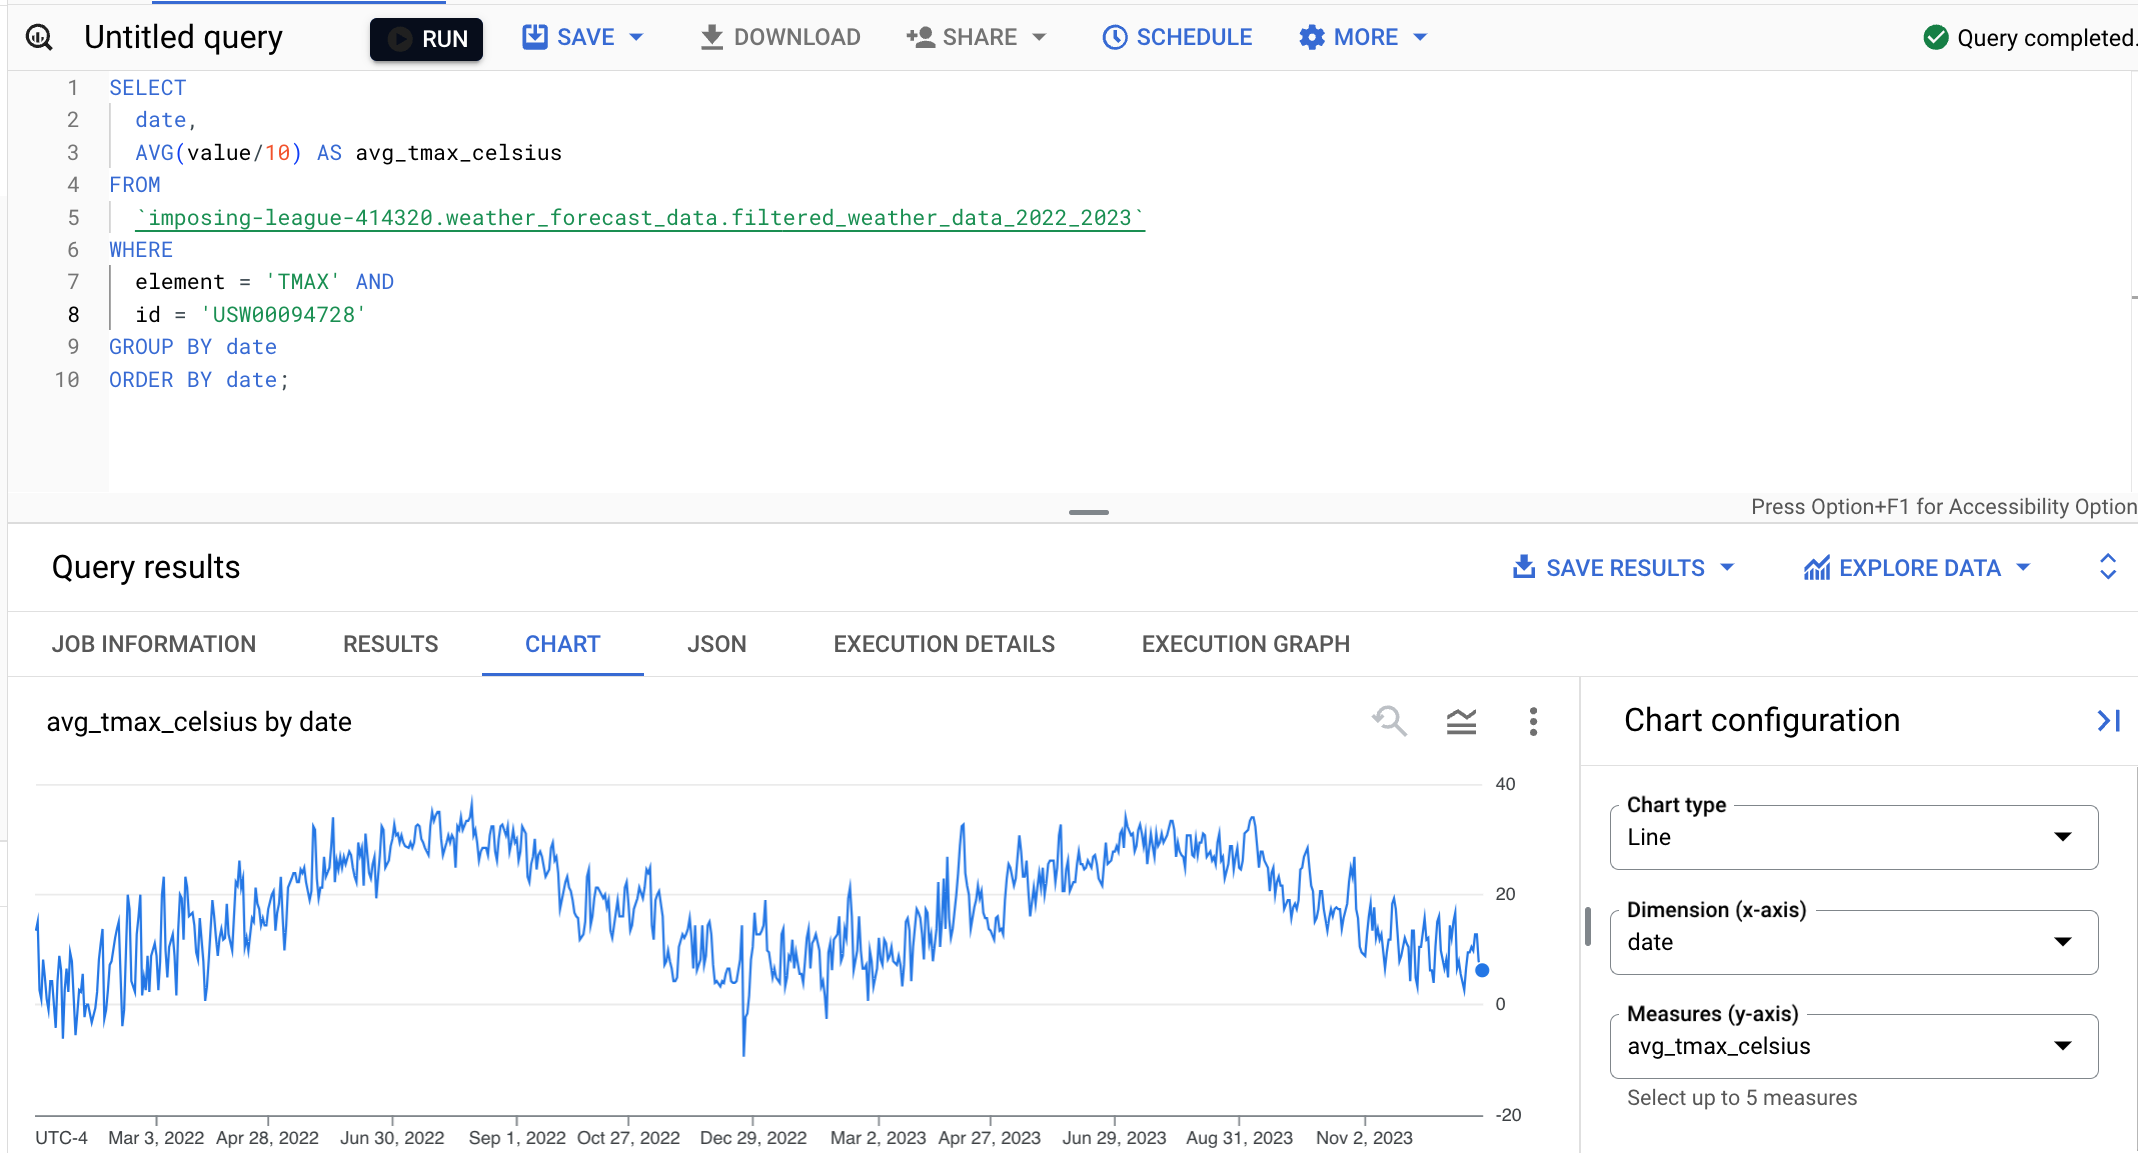 Untitled query
RUN
SAVE
DOWNLOAD
SHARE
SCHEDULE
MORE
Query completed.
1 SELECT
2 date,
3 AVG(value/10) AS avg_tmax_celsius
4 FROM
5 `imposing-league-414320.weather_forecast_data.filtered_weather_data_2022_2023`
6 WHERE
7 element = 'TMAX' AND
8 id = 'USW00094728'
9 GROUP BY date
10 ORDER BY date;
Press Option+F1 for Accessibility Option
Query results
SAVE RESULTS
EXPLORE DATA
JOB INFORMATION
RESULTS
CHART
JSON
EXECUTION DETAILS
EXECUTION GRAPH
avg_tmax_celsius by date
40
20
0
-20
UTC-4
Mar 3, 2022
Apr 28, 2022
Jun 30, 2022
Sep 1, 2022
Oct 27, 2022
Dec 29, 2022
Mar 2, 2023
Apr 27, 2023
Jun 29, 2023
Aug 31, 2023
Nov 2, 2023
Chart configuration
Chart type
Line
Dimension (x-axis)
date
Measures (y-axis)
avg_tmax_celsius
Select up to 5 measures